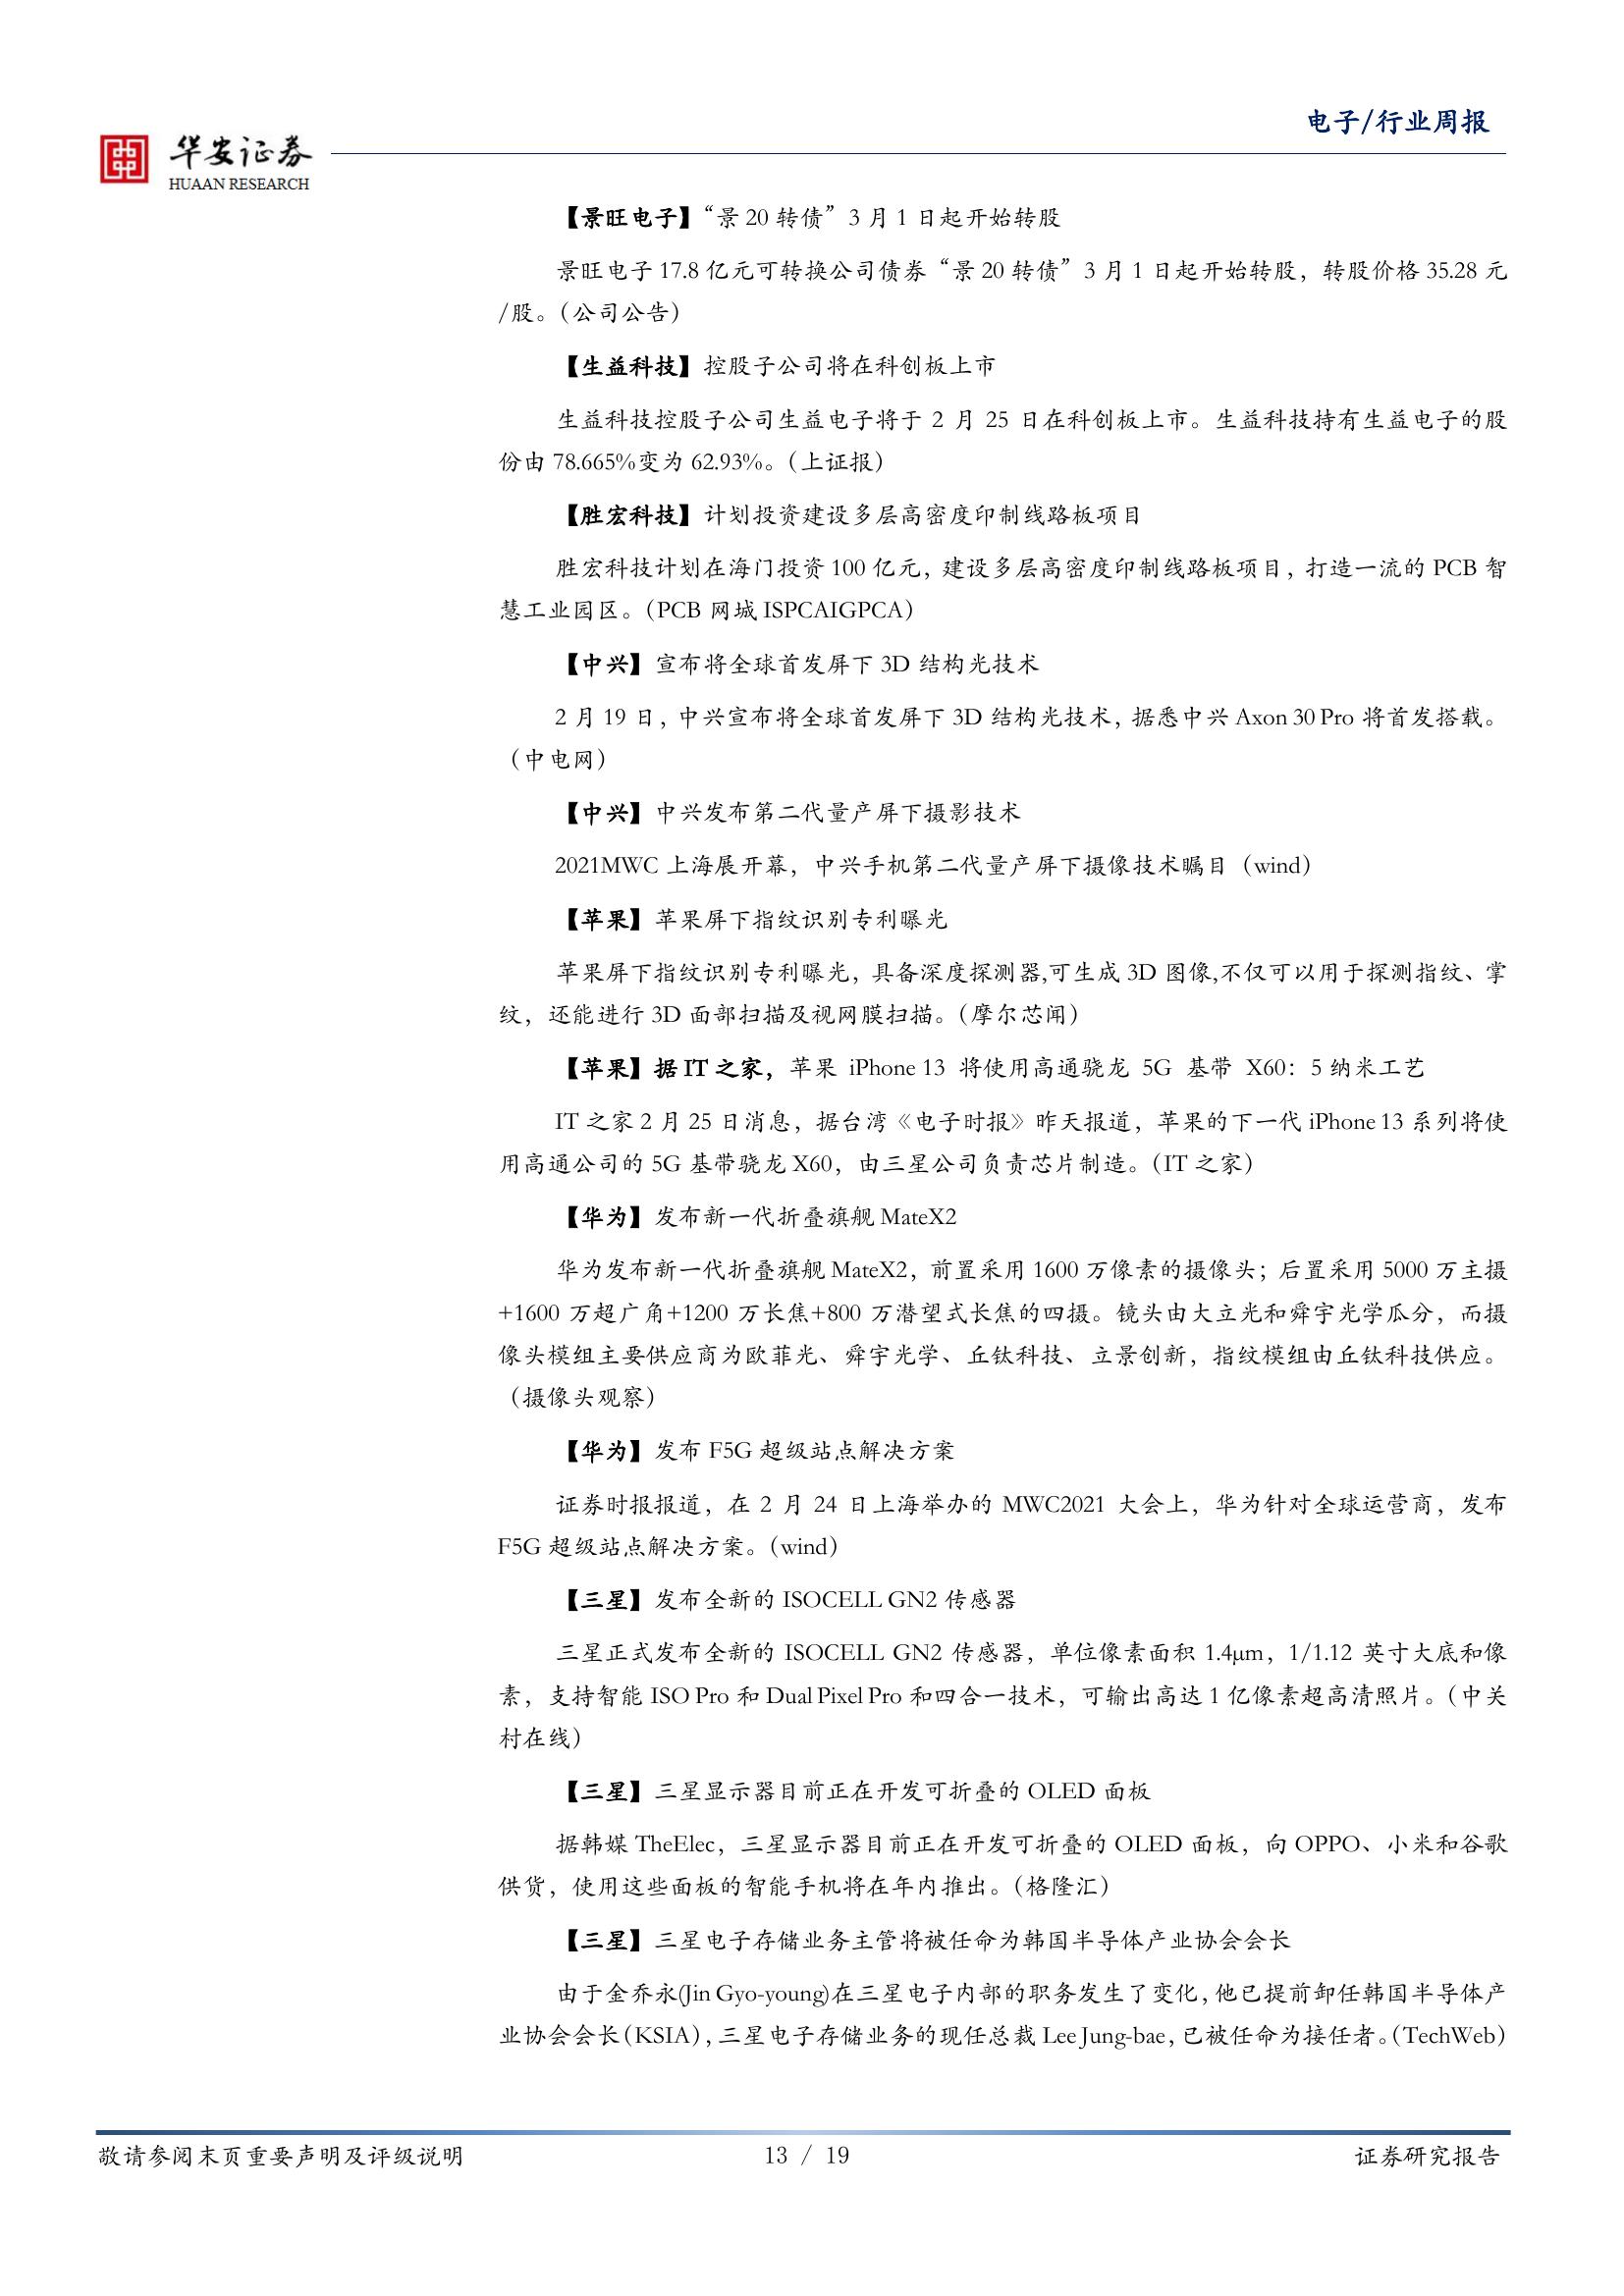 电子/行业周报
华安证券
HUAAN RESEARCH
【景旺电子】“景 20 转债”3 月 1 日起开始转股
景旺电子 17.8 亿元可转换公司债券“景 20 转债”3 月 1 日起开始转股，转股价格 35.28 元
/股。（公司公告）
【生益科技】控股子公司将在科创板上市
生益科技控股子公司生益电子将于 2 月 25 日在科创板上市。生益科技持有生益电子的股
份由 78.665%变为 62.93%。（上证报）
【胜宏科技】计划投资建设多层高密度印制线路板项目
胜宏科技计划在海门投资 100 亿元，建设多层高密度印制线路板项目，打造一流的 PCB 智
慧工业园区。（PCB 网城 ISPCAIGPCA）
【中兴】宣布将全球首发屏下 3D 结构光技术
2 月 19 日，中兴宣布将全球首发屏下 3D 结构光技术，据悉中兴 Axon 30 Pro 将首发搭载。
（中电网）
【中兴】中兴发布第二代量产屏下摄影技术
2021MWC 上海展开幕，中兴手机第二代量产屏下摄像技术瞩目（wind）
【苹果】苹果屏下指纹识别专利曝光
苹果屏下指纹识别专利曝光，具备深度探测器,可生成 3D 图像,不仅可以用于探测指纹、掌
纹，还能进行 3D 面部扫描及视网膜扫描。（摩尔芯闻）
【苹果】据 IT 之家，苹果 iPhone 13 将使用高通骁龙 5G 基带 X60：5 纳米工艺
IT 之家 2 月 25 日消息，据台湾《电子时报》昨天报道，苹果的下一代 iPhone 13 系列将使
用高通公司的 5G 基带骁龙 X60，由三星公司负责芯片制造。（IT 之家）
【华为】发布新一代折叠旗舰 MateX2
华为发布新一代折叠旗舰 MateX2，前置采用 1600 万像素的摄像头；后置采用 5000 万主摄
+1600 万超广角+1200 万长焦+800 万潜望式长焦的四摄。镜头由大立光和舜宇光学瓜分，而摄
像头模组主要供应商为欧菲光、舜宇光学、丘钛科技、立景创新，指纹模组由丘钛科技供应。
（摄像头观察）
【华为】发布 F5G 超级站点解决方案
证券时报报道，在 2 月 24 日上海举办的 MWC2021 大会上，华为针对全球运营商，发布
F5G 超级站点解决方案。（wind）
【三星】发布全新的 ISOCELL GN2 传感器
三星正式发布全新的 ISOCELL GN2 传感器，单位像素面积 1.4μm，1/1.12 英寸大底和像
素，支持智能 ISO Pro 和 Dual Pixel Pro 和四合一技术，可输出高达 1 亿像素超高清照片。（中关
村在线）
【三星】三星显示器目前正在开发可折叠的 OLED 面板
据韩媒 TheElec，三星显示器目前正在开发可折叠的 OLED 面板，向 OPPO、小米和谷歌
供货，使用这些面板的智能手机将在年内推出。（格隆汇）
【三星】三星电子存储业务主管将被任命为韩国半导体产业协会会长
由于金乔永(Jin Gyo-young)在三星电子内部的职务发生了变化，他已提前卸任韩国半导体产
业协会会长（KSIA），三星电子存储业务的现任总裁 Lee Jung-bae，已被任命为接任者。（TechWeb）
敬请参阅末页重要声明及评级说明
13 / 19
证券研究报告